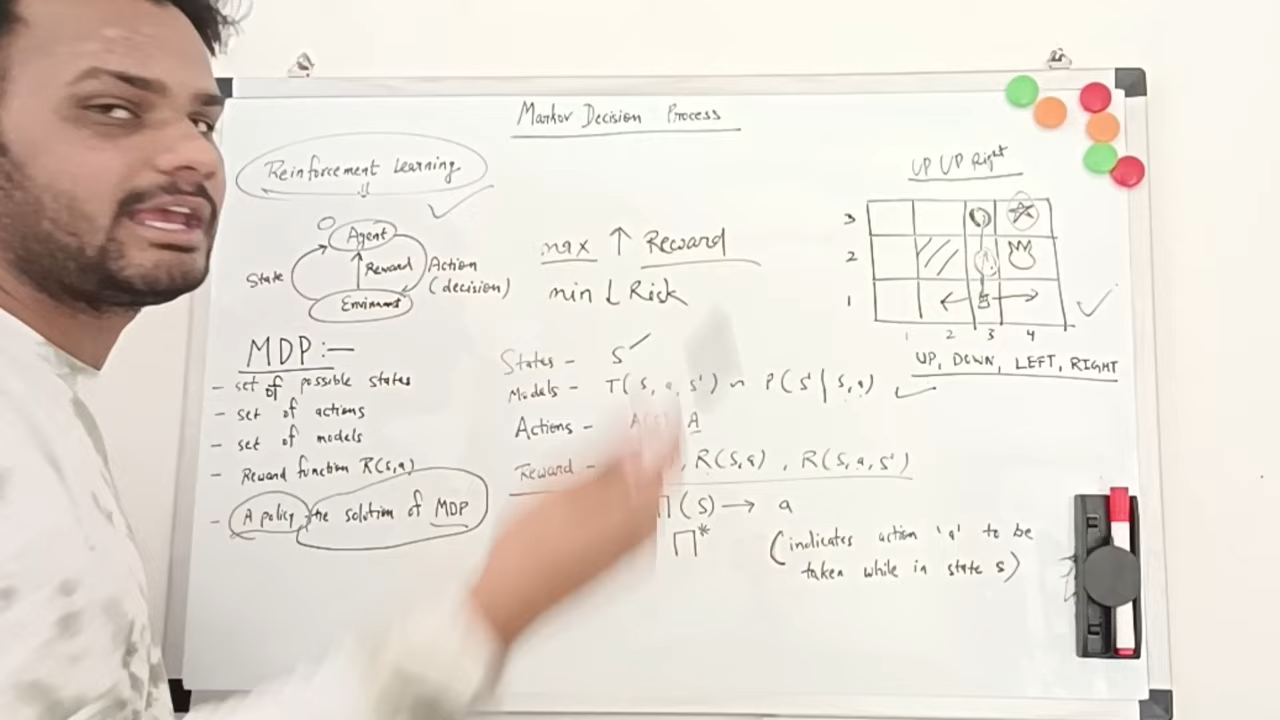 Markov Decision Process
Reinforcement Learning
Agent
State
Reward
Action
(decision)
MDP:-
- set of possible states
- set of actions
- set of models
- Reward function R(s,a)
- A policy the solution of MDP
max ↑ Reward
min ↓ Risk
States - S
Models - T(s, a, s') ~ P(s' | s,a)
Actions - A
Reward - , R(s,a) , R(s,a,s')
Π(s) → a
Π*
(indicates action 'a' to be
taken while in state s)
UP UP Right
3
2
1
1 2 3 4
UP, DOWN, LEFT, RIGHT